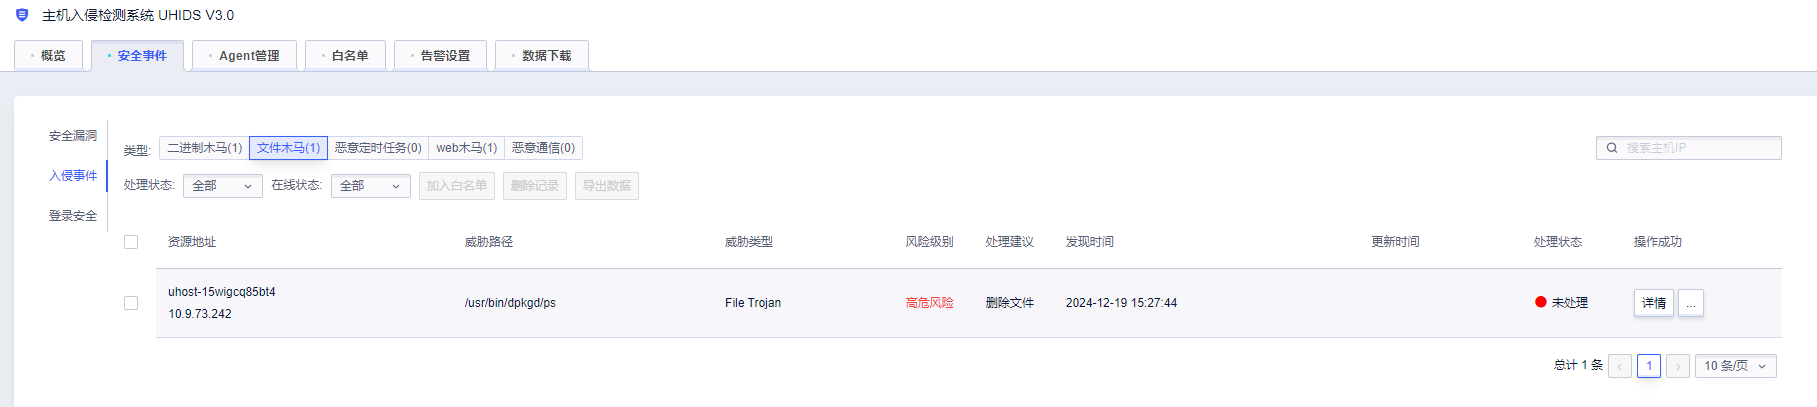 主机入侵检测系统 UHIDS V3.0
概览 安全事件 Agent管理 白名单 告警设置 数据下载
安全漏洞
入侵事件
登录安全
类型: 二进制木马(1) 文件木马(1) 恶意定时任务(0) web木马(1) 恶意通信(0)
搜索主机IP
处理状态: 全部 在线状态: 全部 加入白名单 删除记录 导出数据
资源地址 威胁路径 威胁类型 风险级别 处理建议 发现时间 更新时间 处理状态 操作成功
uhost-15wigcq85bt4
10.9.73.242
/usr/bin/dpkgd/ps File Trojan 高危风险 删除文件 2024-12-19 15:27:44 未处理 详情 ...
总计 1 条 1 10 条/页